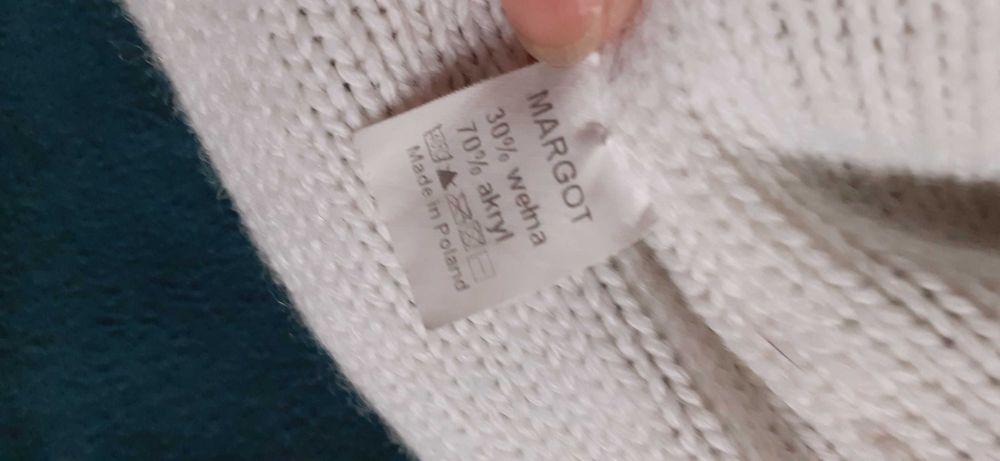 MARGOT
30% wełna
70% akryl
Made in Poland